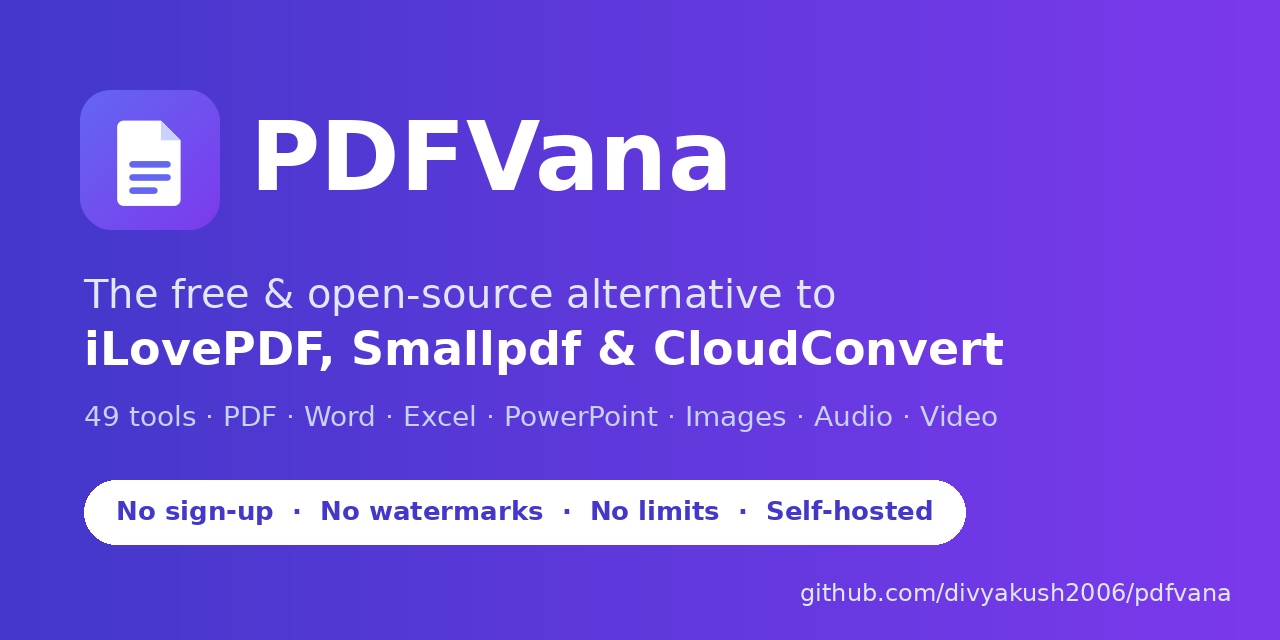 PDFVana
The free & open-source alternative to
iLovePDF, Smallpdf & CloudConvert
49 tools · PDF · Word · Excel · PowerPoint · Images · Audio · Video
No sign-up · No watermarks · No limits · Self-hosted
github.com/divyakush2006/pdfvana